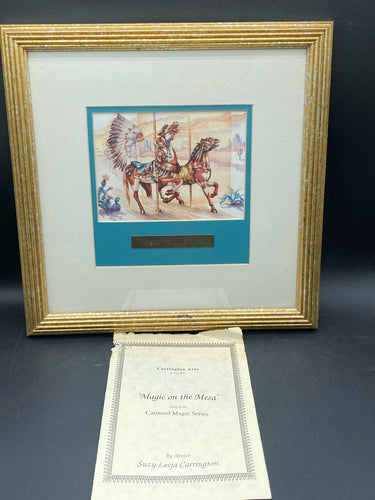 Carrington Arts
presents
'Magic on the Mesa'
Carousel Magic Series
by Artist
Suzy Leeja Carrington